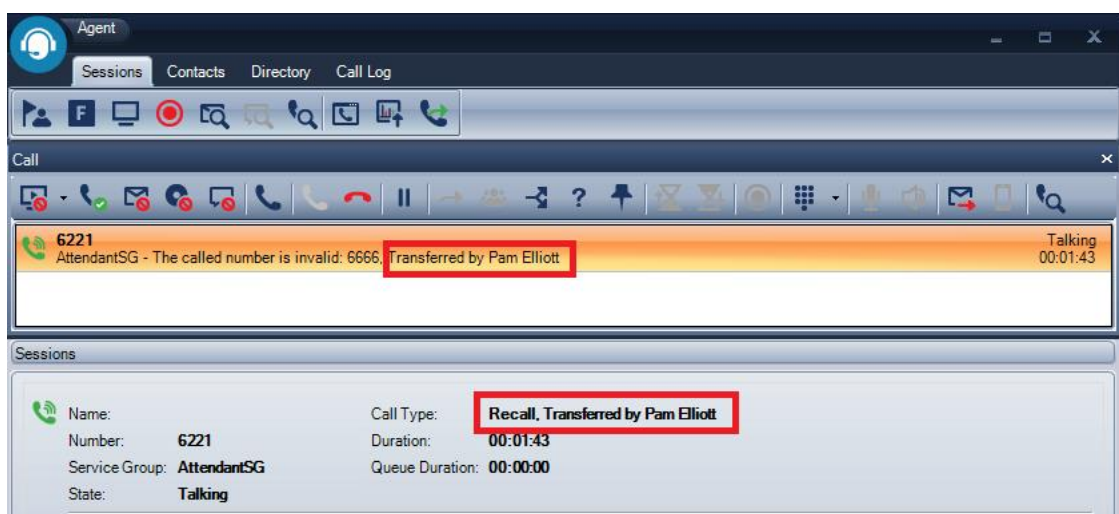 Agent
Sessions Contacts Directory Call Log
F
Call
6221 Talking
AttendantSG - The called number is invalid: 6666, Transferred by Pam Elliott 00:01:43
Sessions
Name: Call Type: Recall, Transferred by Pam Elliott
Number: 6221 Duration: 00:01:43
Service Group: AttendantSG Queue Duration: 00:00:00
State: Talking